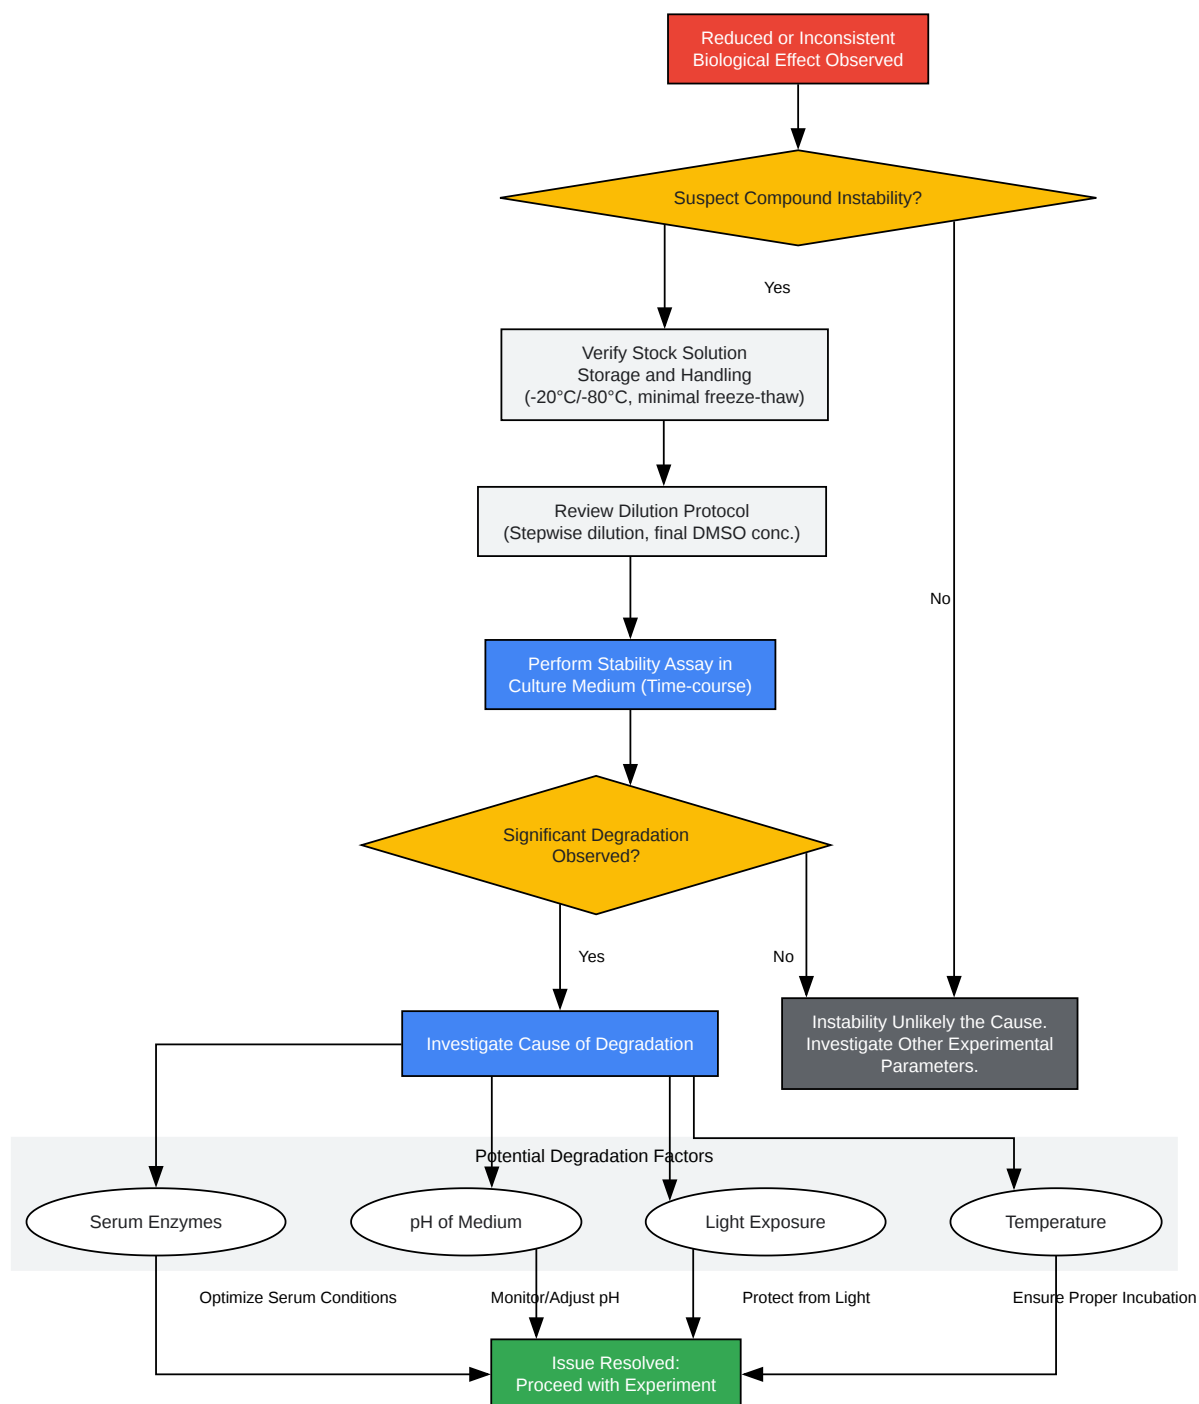 Reduced or Inconsistent
Biological Effect Observed
Suspect Compound Instability?
Yes
Verify Stock Solution
Storage and Handling
(-20°C/-80°C, minimal freeze-thaw)
Review Dilution Protocol
(Stepwise dilution, final DMSO conc.)
No
Perform Stability Assay in
Culture Medium (Time-course)
Significant Degradation
Observed?
Yes
No
Investigate Cause of Degradation
Instability Unlikely the Cause.
Investigate Other Experimental
Parameters.
Potential Degradation Factors
Serum Enzymes
pH of Medium
Light Exposure
Temperature
Optimize Serum Conditions
Monitor/Adjust pH
Protect from Light
Ensure Proper Incubation
Issue Resolved:
Proceed with Experiment